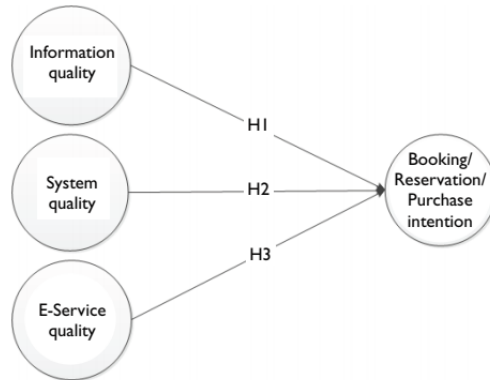 Information
quality
H1
System
quality
H2
Booking/
Reservation/
Purchase
intention
E-Service
quality
H3